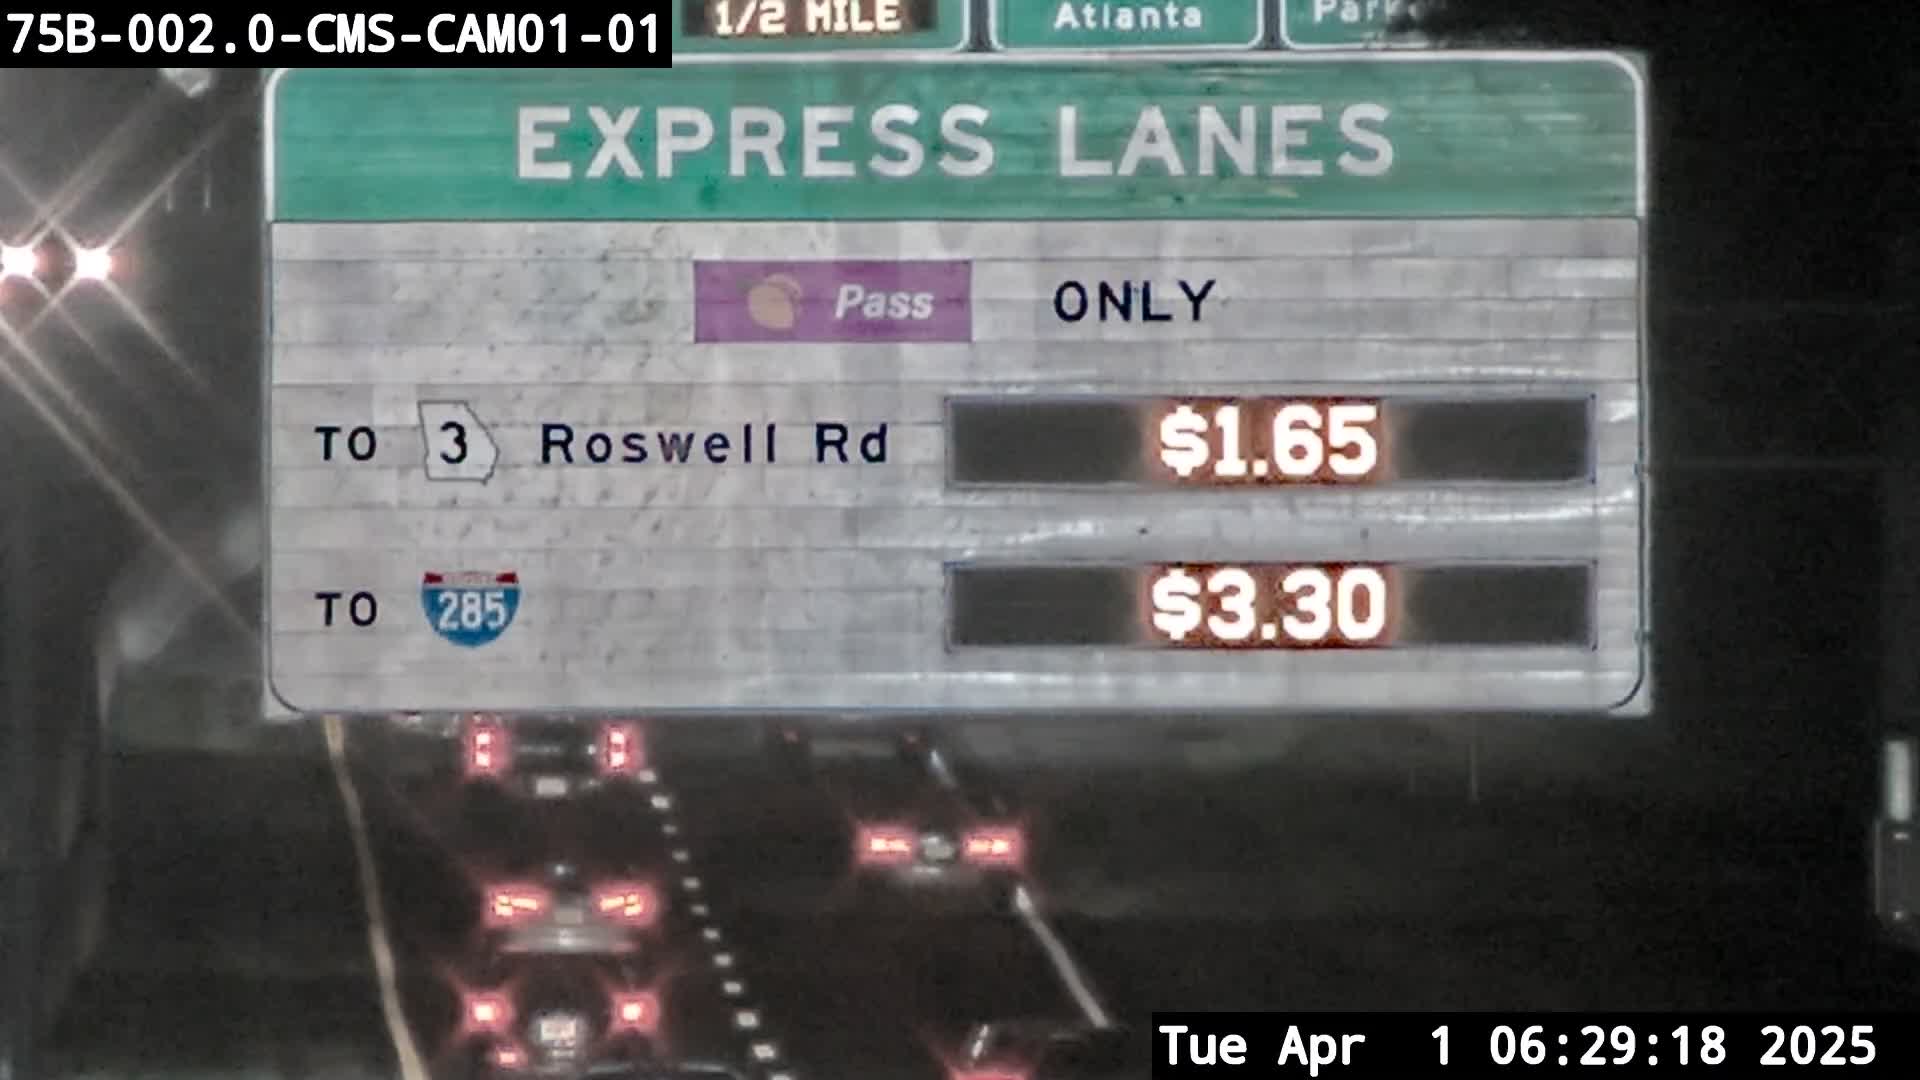 75B-002.0-CMS-CAM01-01
1/2 MILE
Atlanta
EXPRESS LANES
Pass ONLY
TO 3 Roswell Rd $1.65
TO 285 $3.30
Tue Apr 1 06:29:18 2025